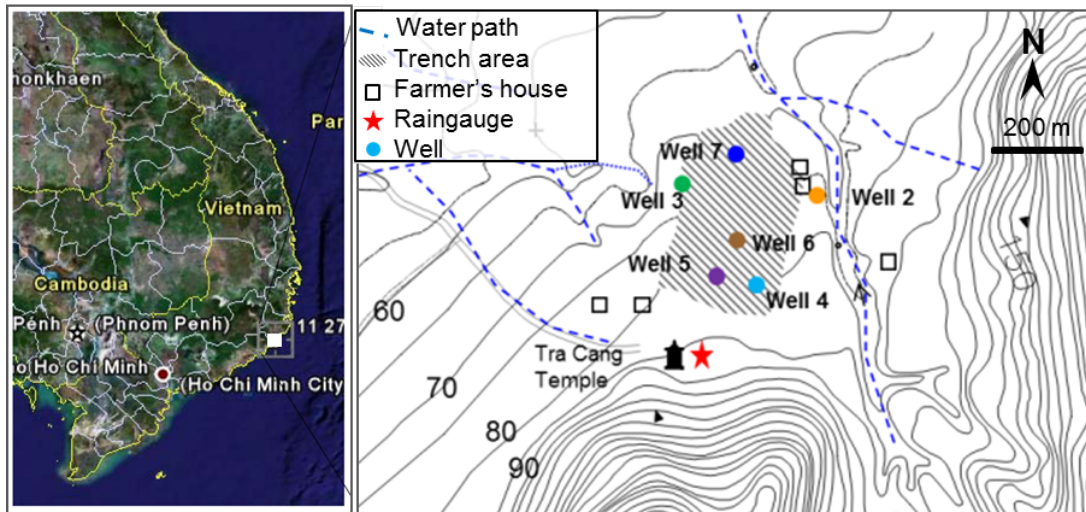 honkhaen
Par
Vietnam
Cambodia
Pénh
(Phnom Penh)
11 27
Ho Chi Minh
(Ho Chi Minh City
Water path
Trench area
Farmer's house
Raingauge
Well
N
200 m
Well 7
Well 3
Well 2
Well 6
Well 5
Well 4
150
60
70
80
90
Tra Cang
Temple